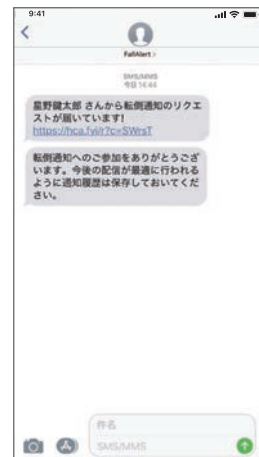 9:41
FallAlert >
SMS/MMS
今日 16:44
星野健太郎 さんから転倒通知のリクエ
ストが届いています!
https://hca.fyi/r?c=SWrsT
転倒通知へのご参加をありがとうござ
います。今後の配信が最適に行われる
ように通知履歴は保存しておいてくだ
さい。
件名
SMS/MMS